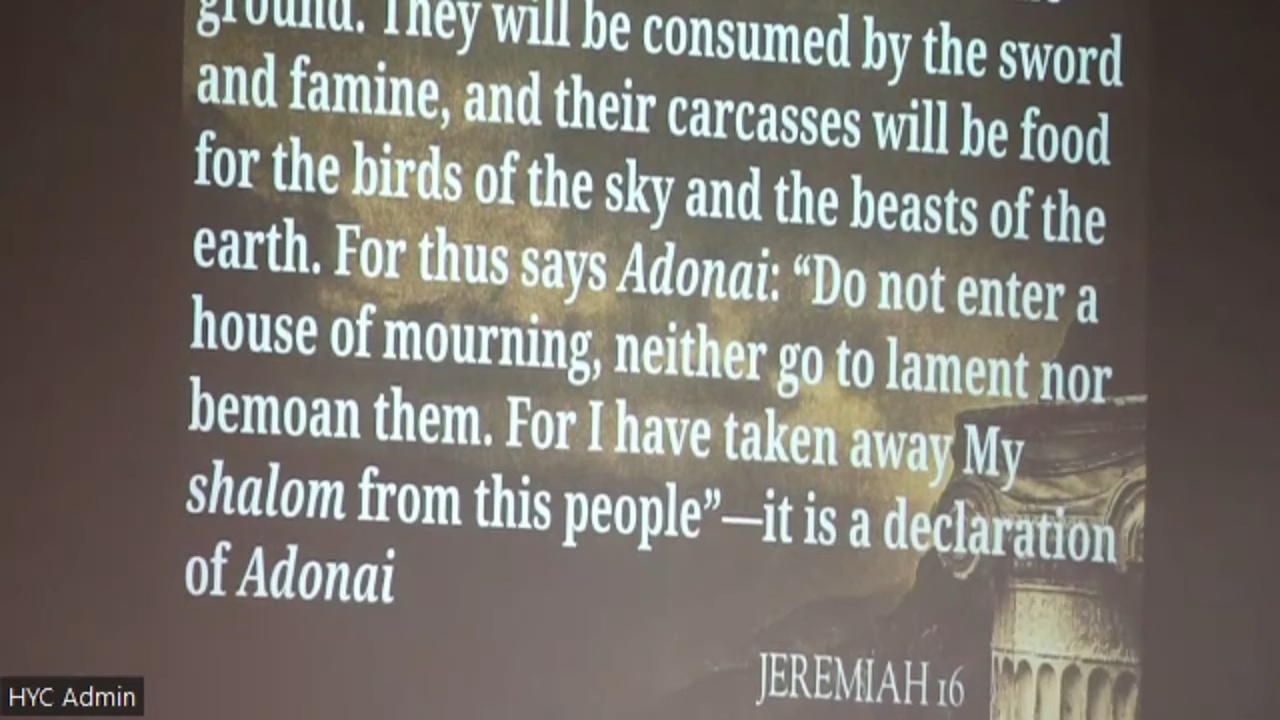 ground. They will be consumed by the sword
and famine, and their carcasses will be food
for the birds of the sky and the beasts of the
earth. For thus says Adonai: “Do not enter a
house of mourning, neither go to lament nor
bemoan them. For I have taken away My
shalom from this people”—it is a declaration
of Adonai
JEREMIAH 16
HYC Admin